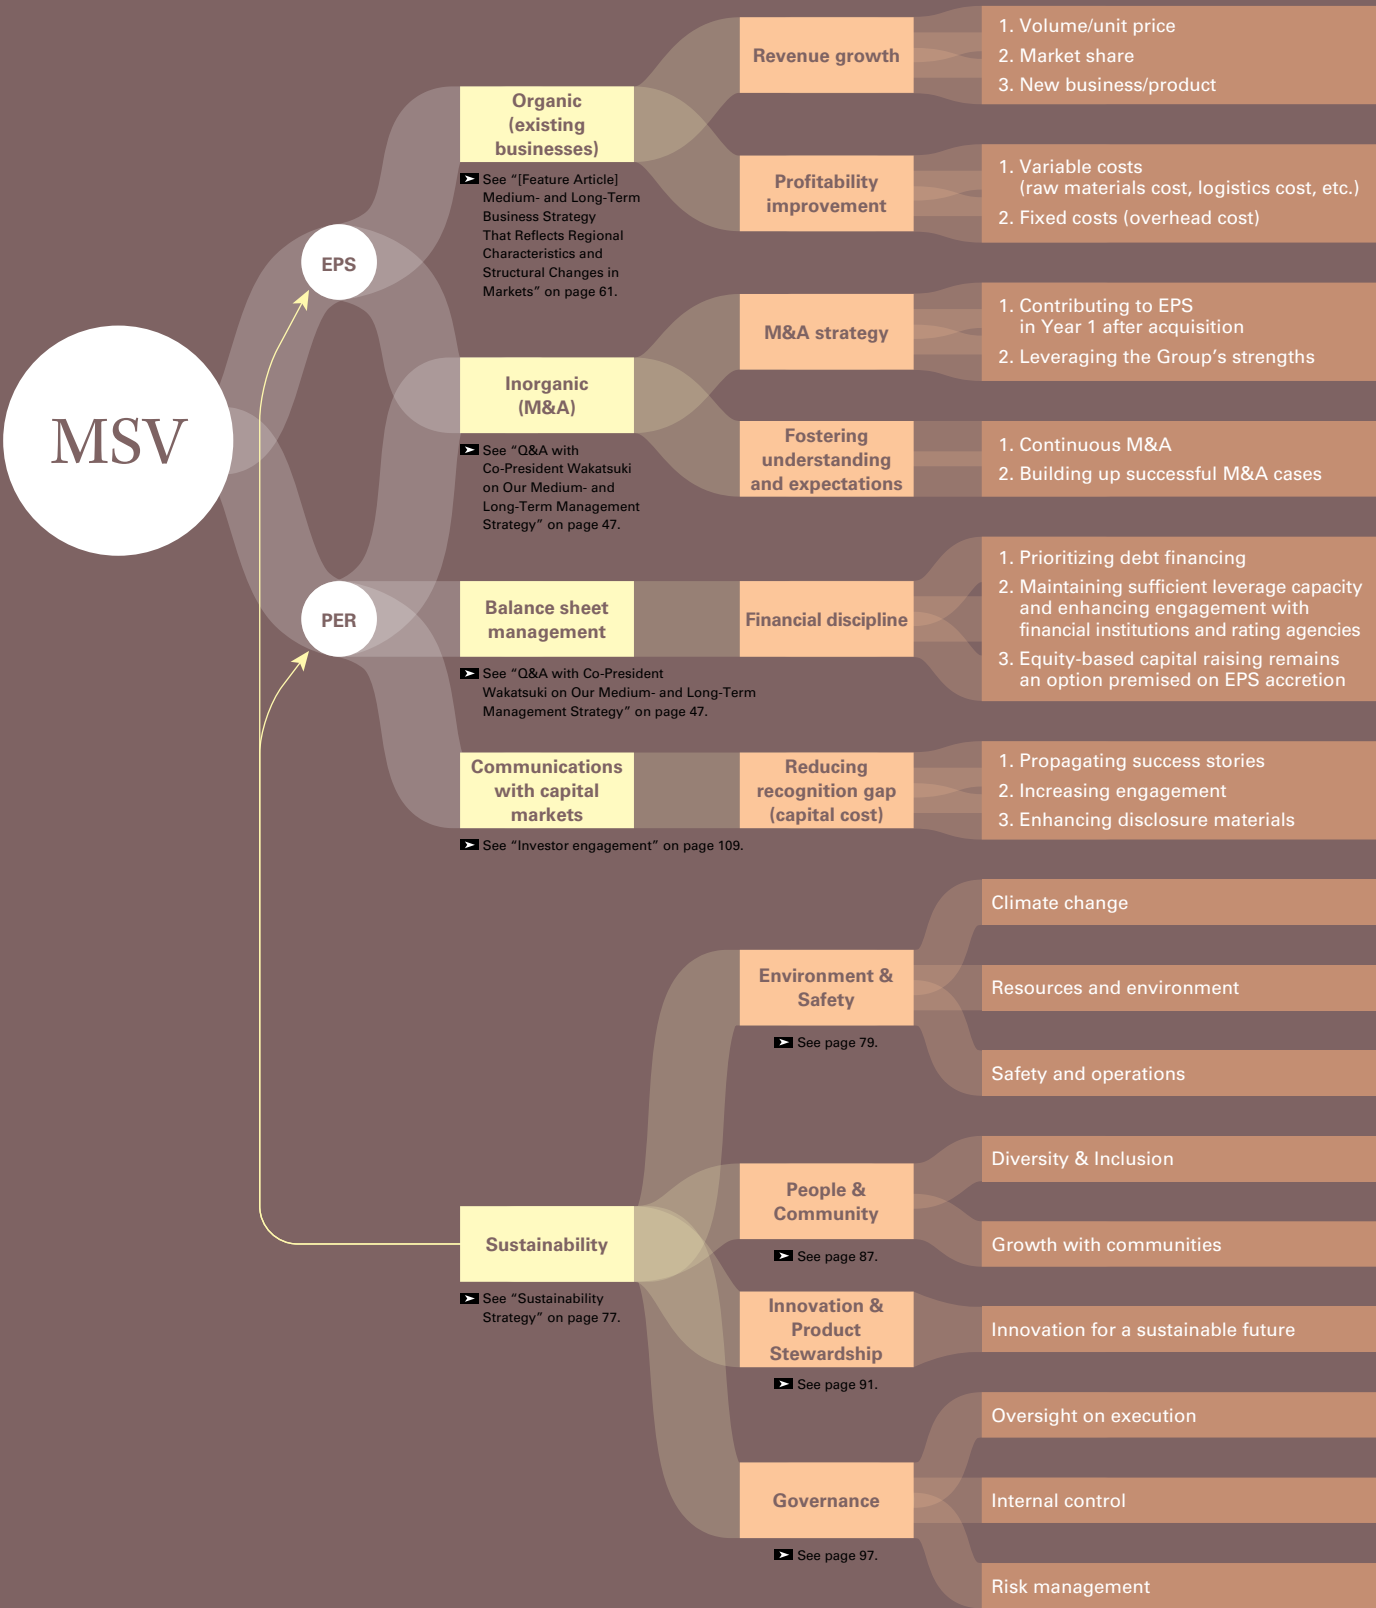 MSV
EPS
PER
Organic
(existing
businesses)
See “[Feature Article]
Medium- and Long-Term
Business Strategy
That Reflects Regional
Characteristics and
Structural Changes in
Markets” on page 61.
Revenue growth
1. Volume/unit price
2. Market share
3. New business/product
Profitability
improvement
1. Variable costs
(raw materials cost, logistics cost, etc.)
2. Fixed costs (overhead cost)
Inorganic
(M&A)
See “Q&A with
Co-President Wakatsuki
on Our Medium- and
Long-Term Management
Strategy” on page 47.
M&A strategy
1. Contributing to EPS
in Year 1 after acquisition
2. Leveraging the Group’s strengths
Fostering
understanding
and expectations
1. Continuous M&A
2. Building up successful M&A cases
Balance sheet
management
See “Q&A with Co-President
Wakatsuki on Our Medium- and Long-Term
Management Strategy” on page 47.
Financial discipline
1. Prioritizing debt financing
2. Maintaining sufficient leverage capacity
and enhancing engagement with
financial institutions and rating agencies
3. Equity-based capital raising remains
an option premised on EPS accretion
Communications
with capital
markets
See “Investor engagement” on page 109.
Reducing
recognition gap
(capital cost)
1. Propagating success stories
2. Increasing engagement
3. Enhancing disclosure materials
Sustainability
See “Sustainability
Strategy” on page 77.
Environment &
Safety
See page 79.
Climate change
Resources and environment
Safety and operations
People &
Community
See page 87.
Diversity & Inclusion
Growth with communities
Innovation &
Product
Stewardship
See page 91.
Innovation for a sustainable future
Governance
See page 97.
Oversight on execution
Internal control
Risk management